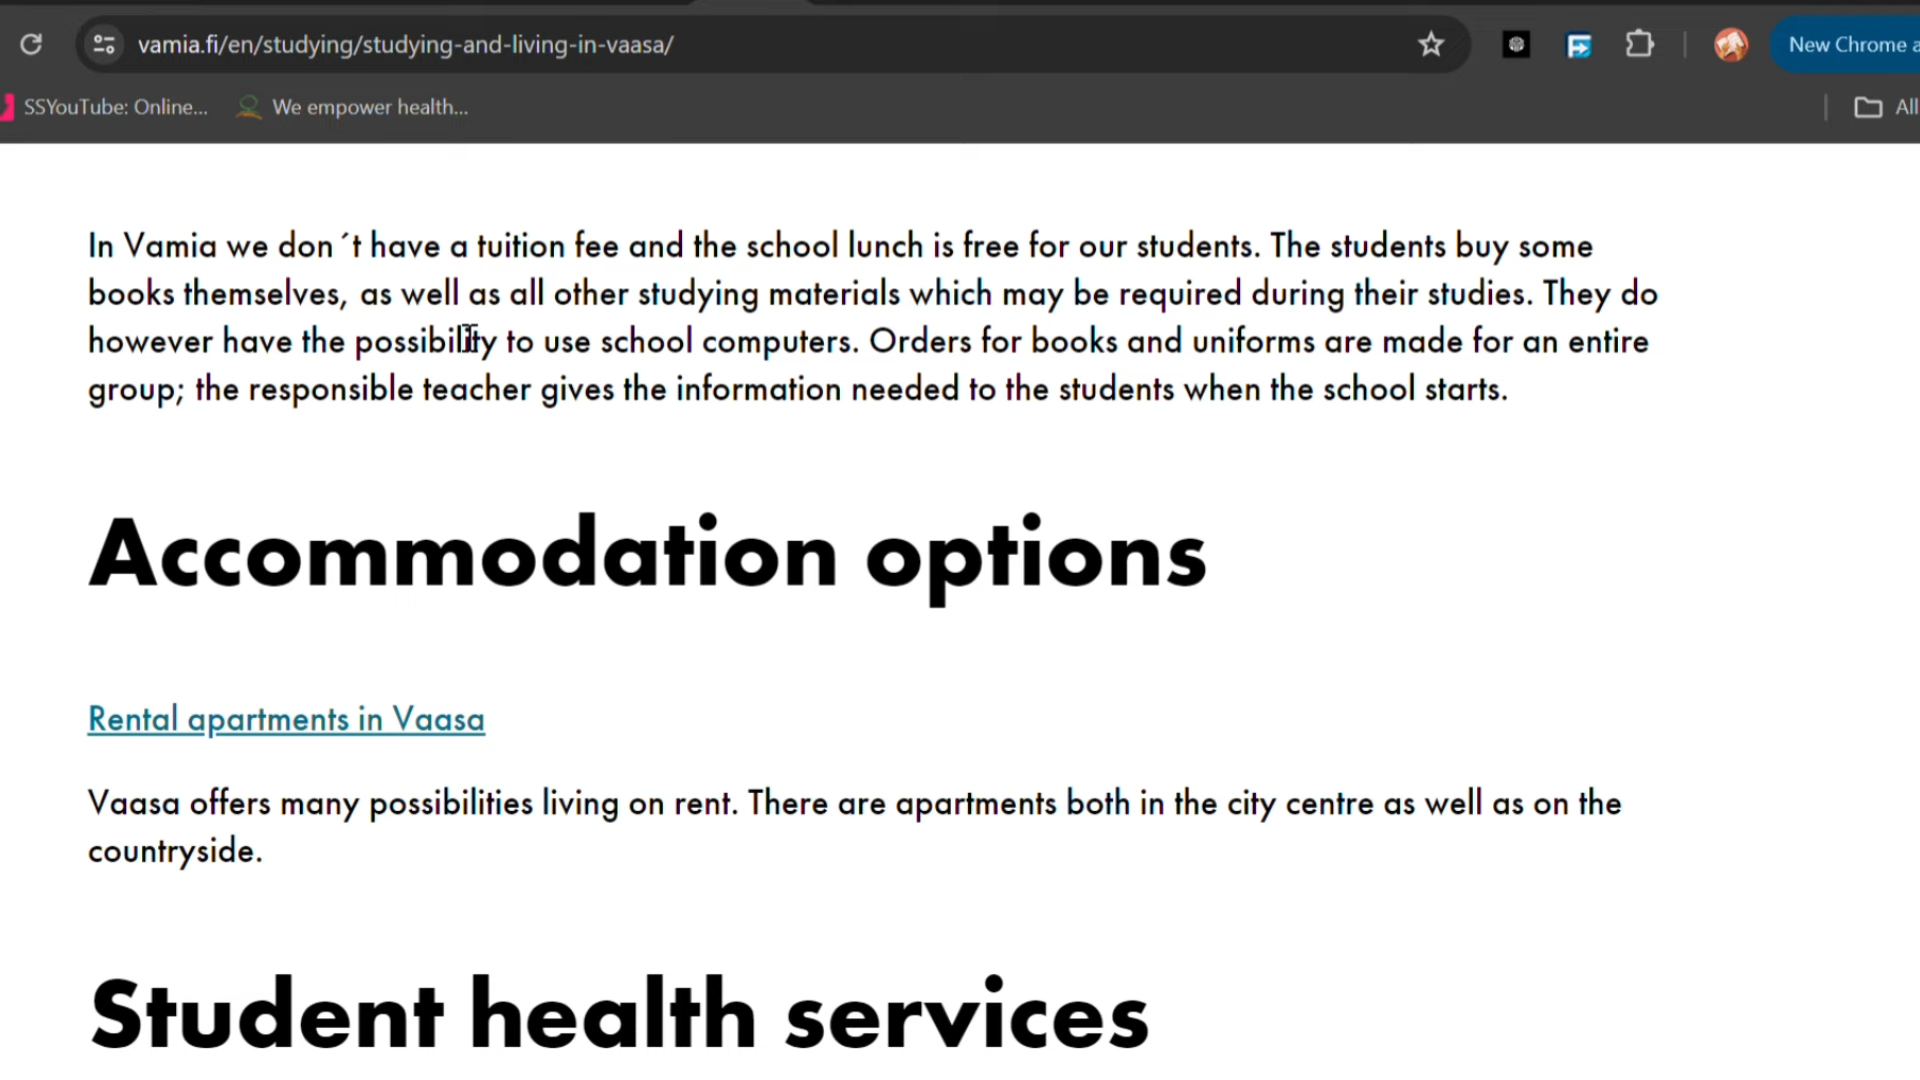 vamia.fi/en/studying/studying-and-living-in-vaasa/
New Chrome a
SSYouTube: Online...
We empower health...
All
In Vamia we don´t have a tuition fee and the school lunch is free for our students. The students buy some
books themselves, as well as all other studying materials which may be required during their studies. They do
however have the possibility to use school computers. Orders for books and uniforms are made for an entire
group; the responsible teacher gives the information needed to the students when the school starts.
Accommodation options
Rental apartments in Vaasa
Vaasa offers many possibilities living on rent. There are apartments both in the city centre as well as on the
countryside.
Student health services